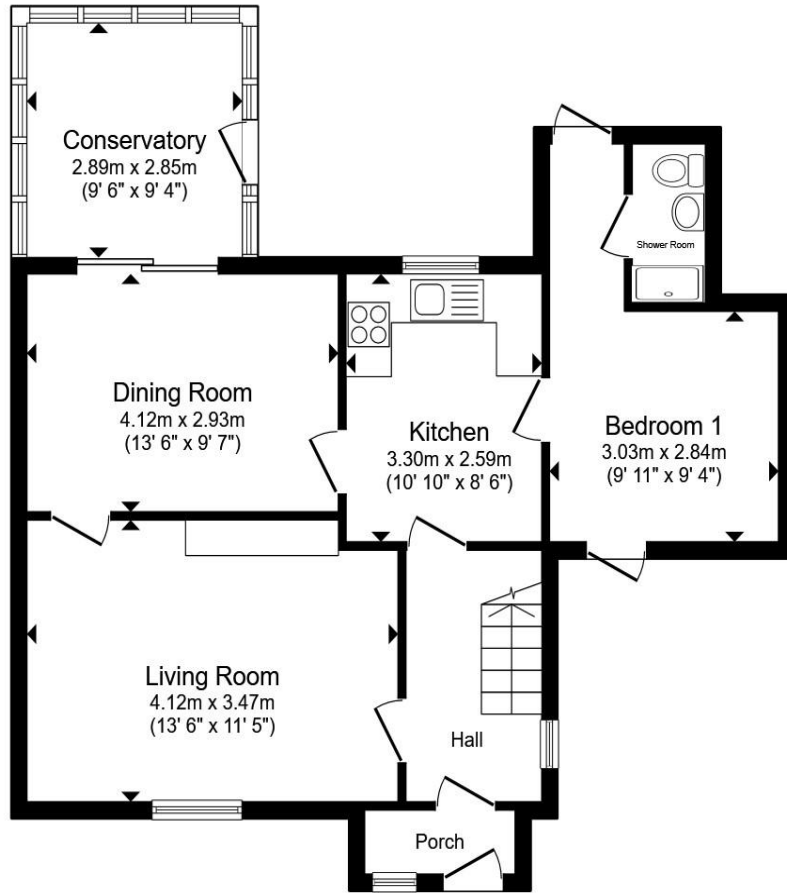 Conservatory
2.89m x 2.85m
(9' 6" x 9' 4")
Shower Room
Dining Room
4.12m x 2.93m
(13' 6" x 9' 7")
Kitchen
3.30m x 2.59m
(10' 10" x 8' 6")
Bedroom 1
3.03m x 2.84m
(9' 11" x 9' 4")
Living Room
4.12m x 3.47m
(13' 6" x 11' 5")
Hall
Porch